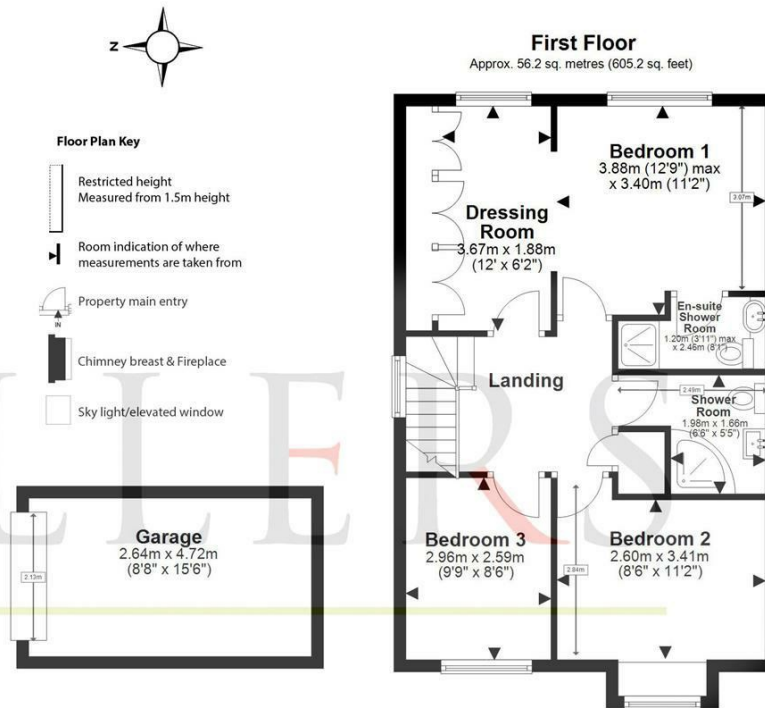 Z
First Floor
Approx. 56.2 sq. metres (605.2 sq. feet)
Floor Plan Key
Restricted height
Measured from 1.5m height
Room indication of where
measurements are taken from
Property main entry
IN
Chimney breast & Fireplace
Sky light/elevated window
Bedroom 1
3.88m (12'9") max
x 3.40m (11'2")
3.07m
Dressing
Room
3.67m x 1.88m
(12' x 6'2")
En-suite
Shower
Room
1.20m (3'11") max
x 2.46m (8'1")
Landing
2.49m
Shower
Room
1.98m x 1.66m
(6'6" x 5'5")
LLERS
Garage
2.64m x 4.72m
(8'8" x 15'6")
2.13m
Bedroom 3
2.96m x 2.59m
(9'9" x 8'6")
Bedroom 2
2.60m x 3.41m
(8'6" x 11'2")
2.84m